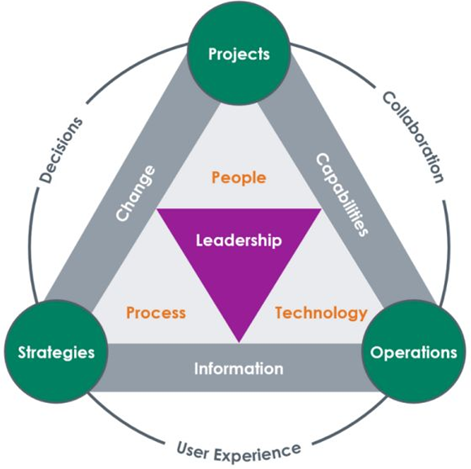 Projects
Decisions
Collaboration
Change
Capabilities
People
Leadership
Process
Technology
Strategies
Operations
Information
User Experience